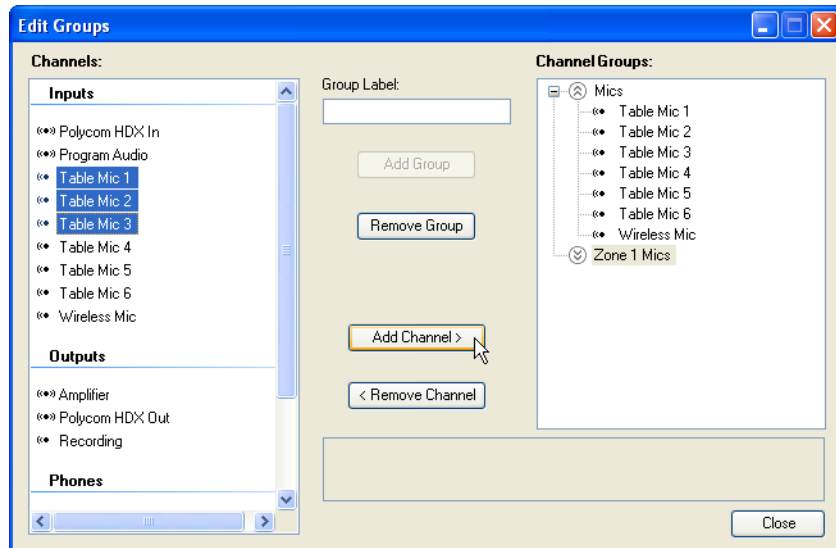 Edit Groups
Channels:
Inputs
Polycom HDX In
Program Audio
Table Mic 1
Table Mic 2
Table Mic 3
Table Mic 4
Table Mic 5
Table Mic 6
Wireless Mic
Outputs
Amplifier
Polycom HDX Out
Recording
Phones
Group Label:
Add Group
Remove Group
Add Channel >
< Remove Channel
Channel Groups:
Mics
Table Mic 1
Table Mic 2
Table Mic 3
Table Mic 4
Table Mic 5
Table Mic 6
Wireless Mic
Zone 1 Mics
Close